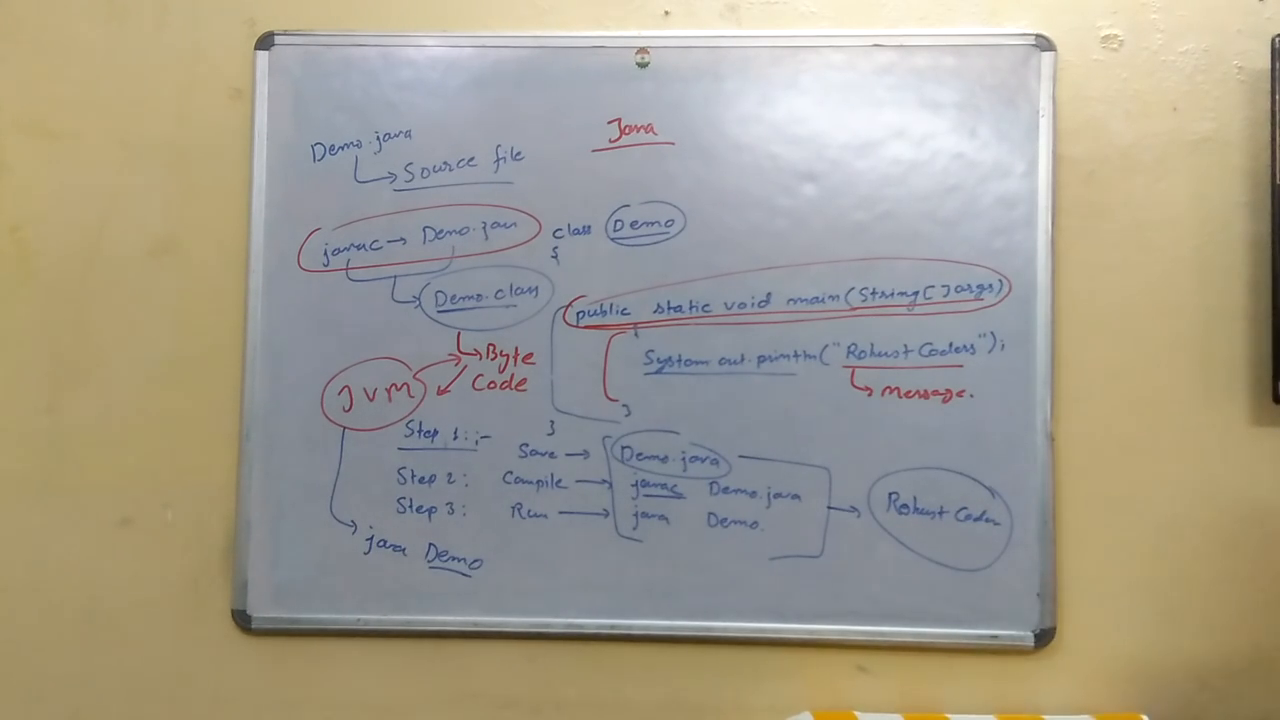 Java
Demo.java
Source file
javac → Demo.java
Demo.class
Byte
Code
JVM
class Demo
{
public static void main(String[]args)
{
System.out.println("Robust Coders");
message.
}
}
Step 1:- Save → Demo.java
Step 2: Compile → javac Demo.java
Step 3: Run → java Demo.
Robust Coders
java Demo